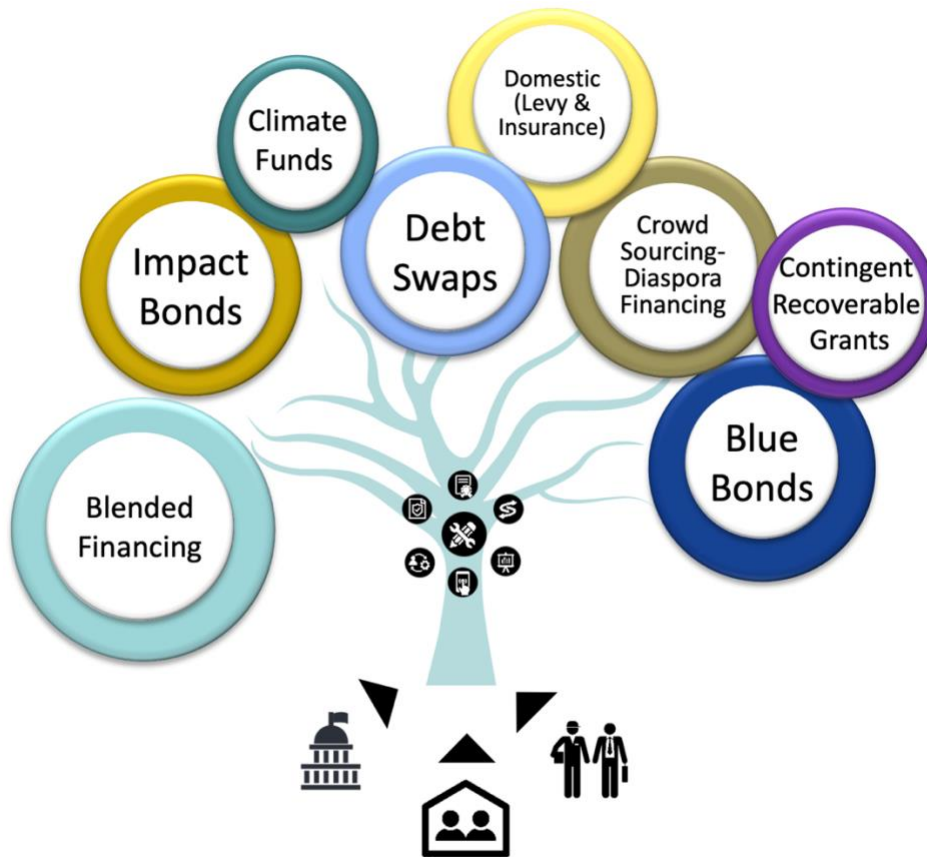 Climate
Funds
Domestic
(Levy &
Insurance)
Impact
Bonds
Debt
Swaps
Crowd
Sourcing-
Diaspora
Financing
Contingent
Recoverable
Grants
Blended
Financing
Blue
Bonds